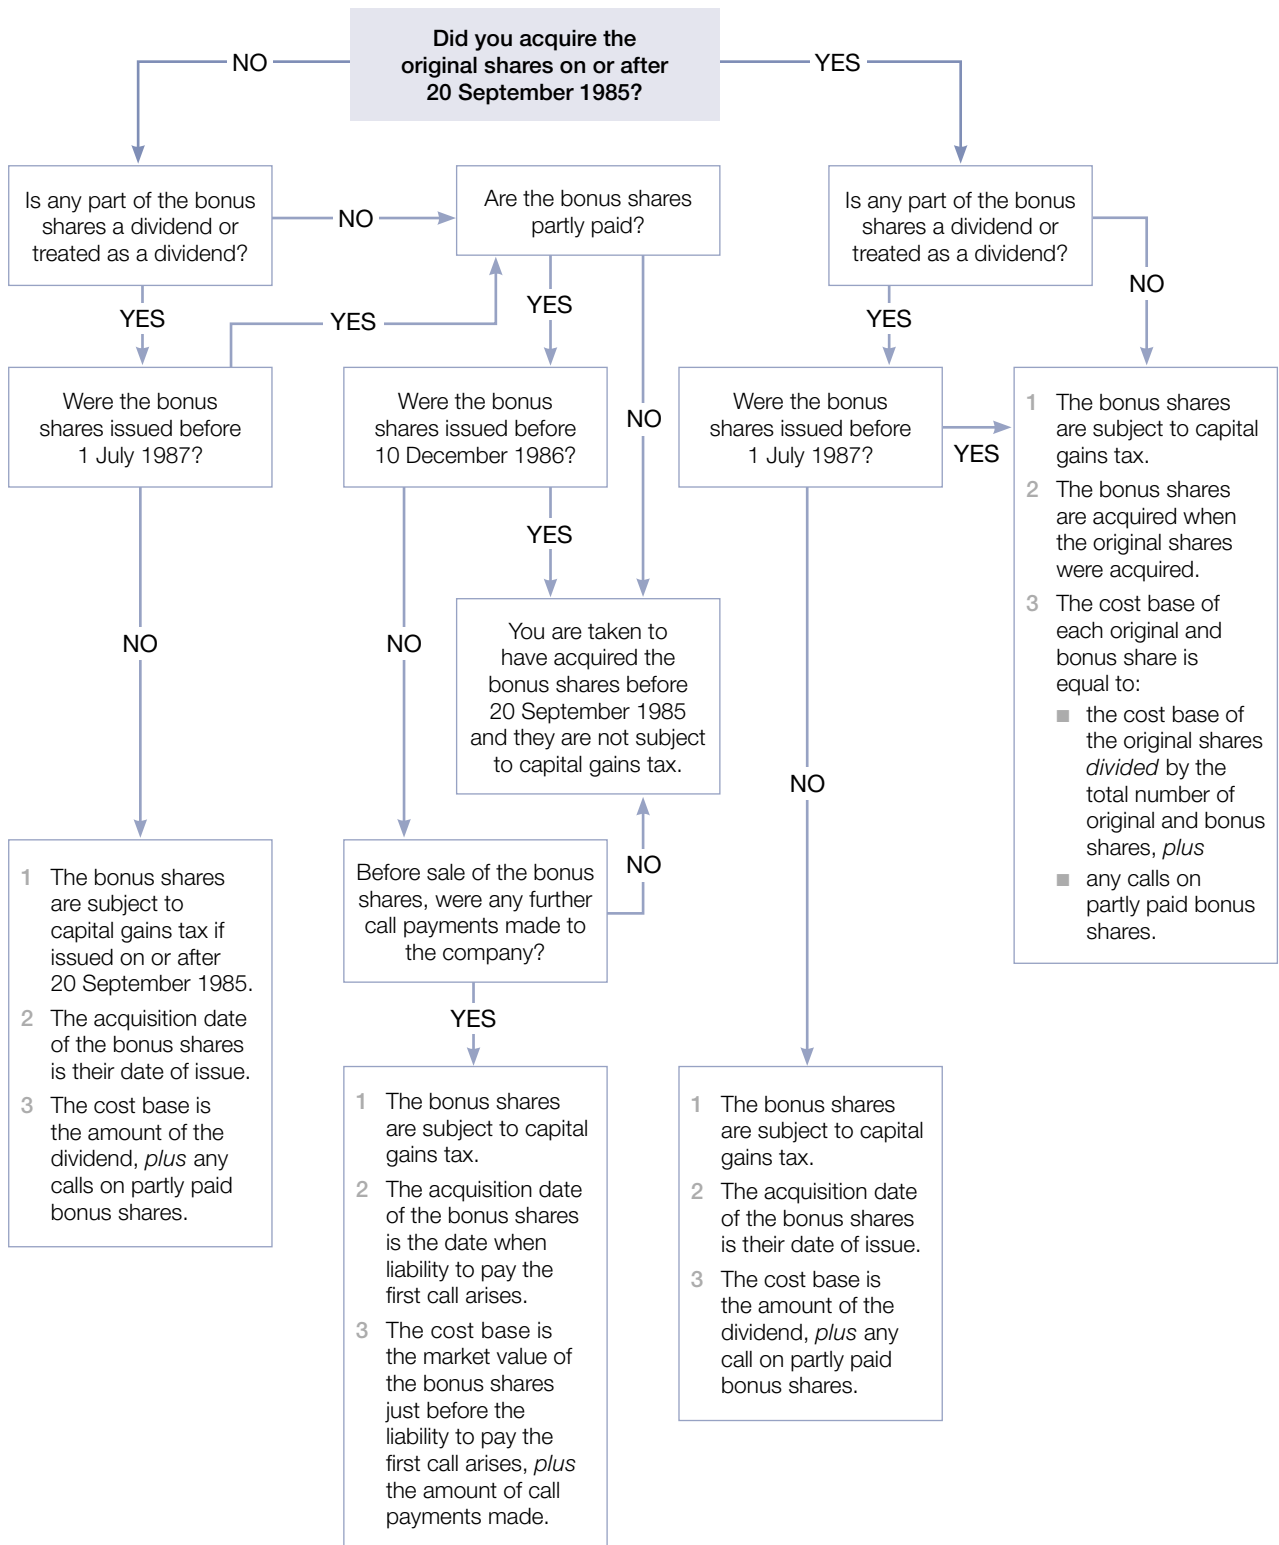 Did you acquire the
original shares on or after
20 September 1985?
NO
YES
Is any part of the bonus
shares a dividend or
treated as a dividend?
NO
Are the bonus shares
partly paid?
Is any part of the bonus
shares a dividend or
treated as a dividend?
NO
YES
YES
YES
YES
Were the bonus
shares issued before
1 July 1987?
Were the bonus
shares issued before
10 December 1986?
NO
Were the bonus
shares issued before
1 July 1987?
YES
1 The bonus shares
are subject to capital
gains tax.
2 The bonus shares
are acquired when
the original shares
were acquired.
3 The cost base of
each original and
bonus share is
equal to:
■ the cost base of
the original shares
divided by the
total number of
original and bonus
shares, plus
■ any calls on
partly paid bonus
shares.
YES
NO
NO
You are taken to
have acquired the
bonus shares before
20 September 1985
and they are not subject
to capital gains tax.
NO
1 The bonus shares
are subject to
capital gains tax if
issued on or after
20 September 1985.
2 The acquisition date
of the bonus shares
is their date of issue.
3 The cost base is
the amount of the
dividend, plus any
calls on partly paid
bonus shares.
Before sale of the bonus
shares, were any further
call payments made to
the company?
NO
YES
1 The bonus shares
are subject to capital
gains tax.
2 The acquisition date
of the bonus shares
is the date when
liability to pay the
first call arises.
3 The cost base is
the market value of
the bonus shares
just before the
liability to pay the
first call arises, plus
the amount of call
payments made.
1 The bonus shares
are subject to capital
gains tax.
2 The acquisition date
of the bonus shares
is their date of issue.
3 The cost base is
the amount of the
dividend, plus any
call on partly paid
bonus shares.